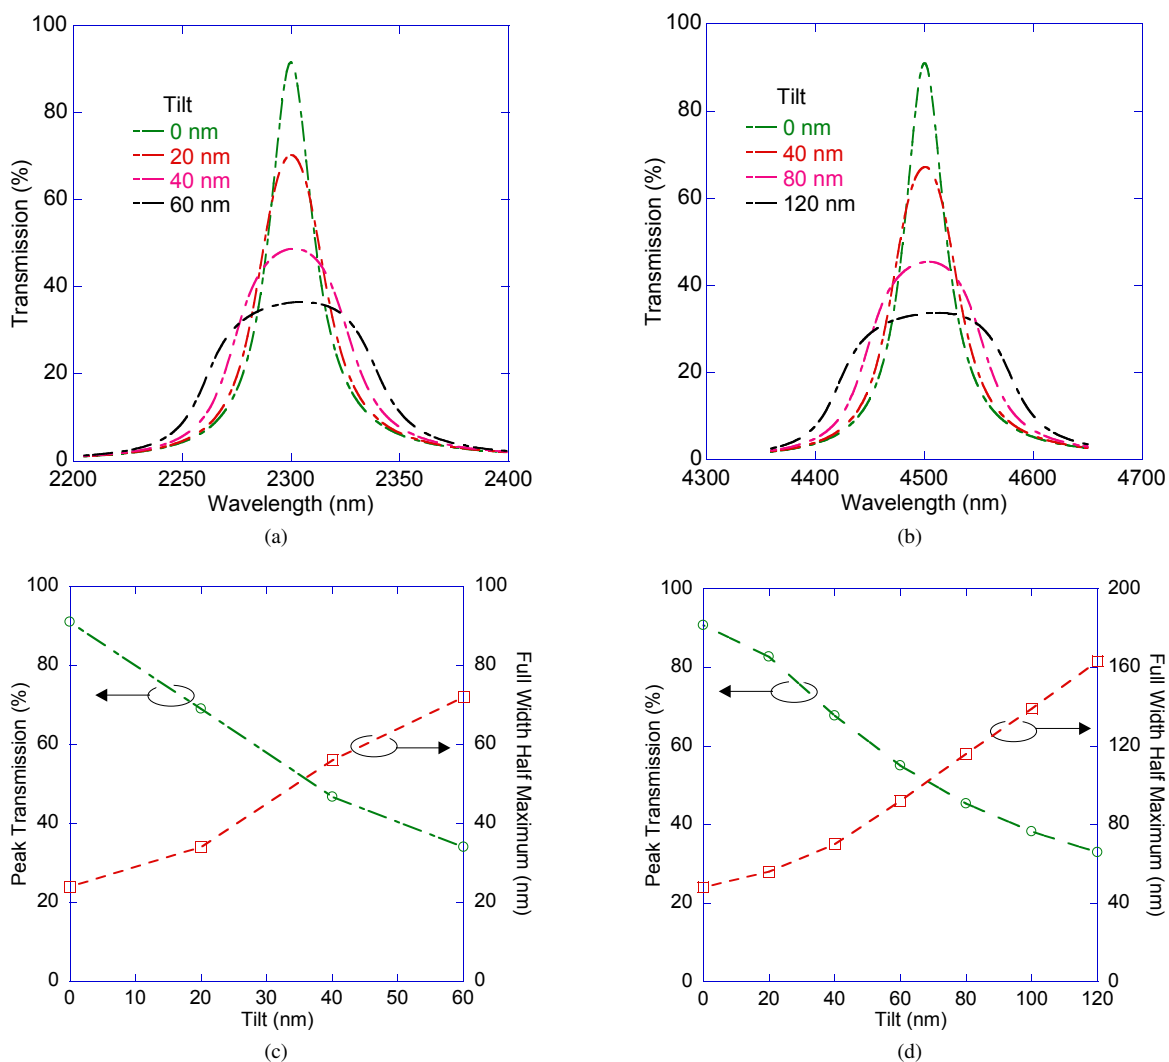 100
80
60
40
20
0
Transmission (%)
Tilt
0 nm
20 nm
40 nm
60 nm
2200
2250
2300
2350
2400
Wavelength (nm)
(a)
100
80
60
40
20
0
Transmission (%)
Tilt
0 nm
40 nm
80 nm
120 nm
4300
4400
4500
4600
4700
Wavelength (nm)
(b)
100
80
60
40
20
0
Peak Transmission (%)
100
80
60
40
20
0
Full Width Half Maximum (nm)
0
10
20
30
40
50
60
Tilt (nm)
(c)
100
80
60
40
20
0
Peak Transmission (%)
200
160
120
80
40
0
Full Width Half Maximum (nm)
0
20
40
60
80
100
120
Tilt (nm)
(d)